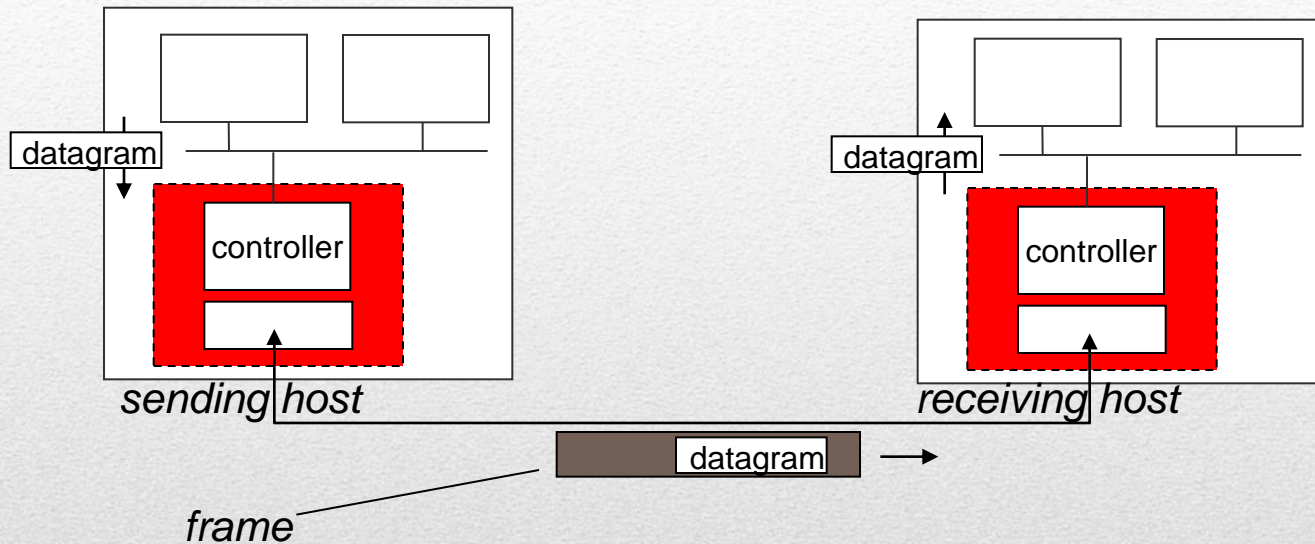 datagram
datagram
controller
controller
sending host
receiving host
datagram
frame